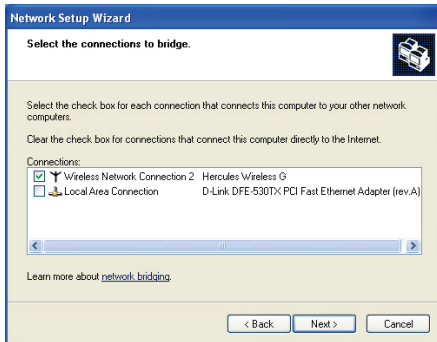 Network Setup Wizard
Select the connections to bridge.
Select the check box for each connection that connects this computer to your other network
computers.
Clear the check box for connections that connect this computer directly to the Internet.
Connections:
Wireless Network Connection 2 Hercules Wireless G
Local Area Connection D-Link DFE-530TX PCI Fast Ethernet Adapter (rev.A)
Learn more about network bridging.
< Back Next > Cancel